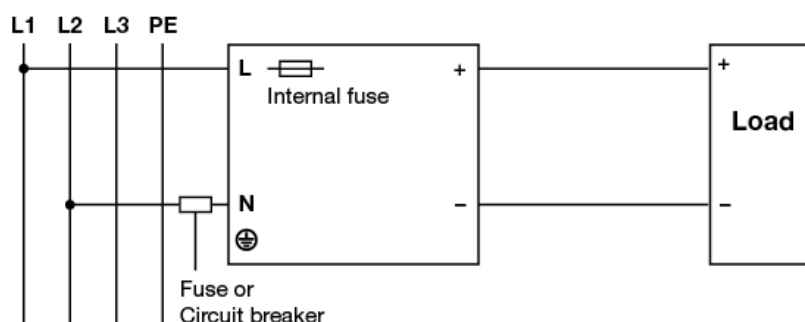 L1 L2 L3 PE
L
+
+
Internal fuse
Load
N
–
–
Fuse or
Circuit breaker